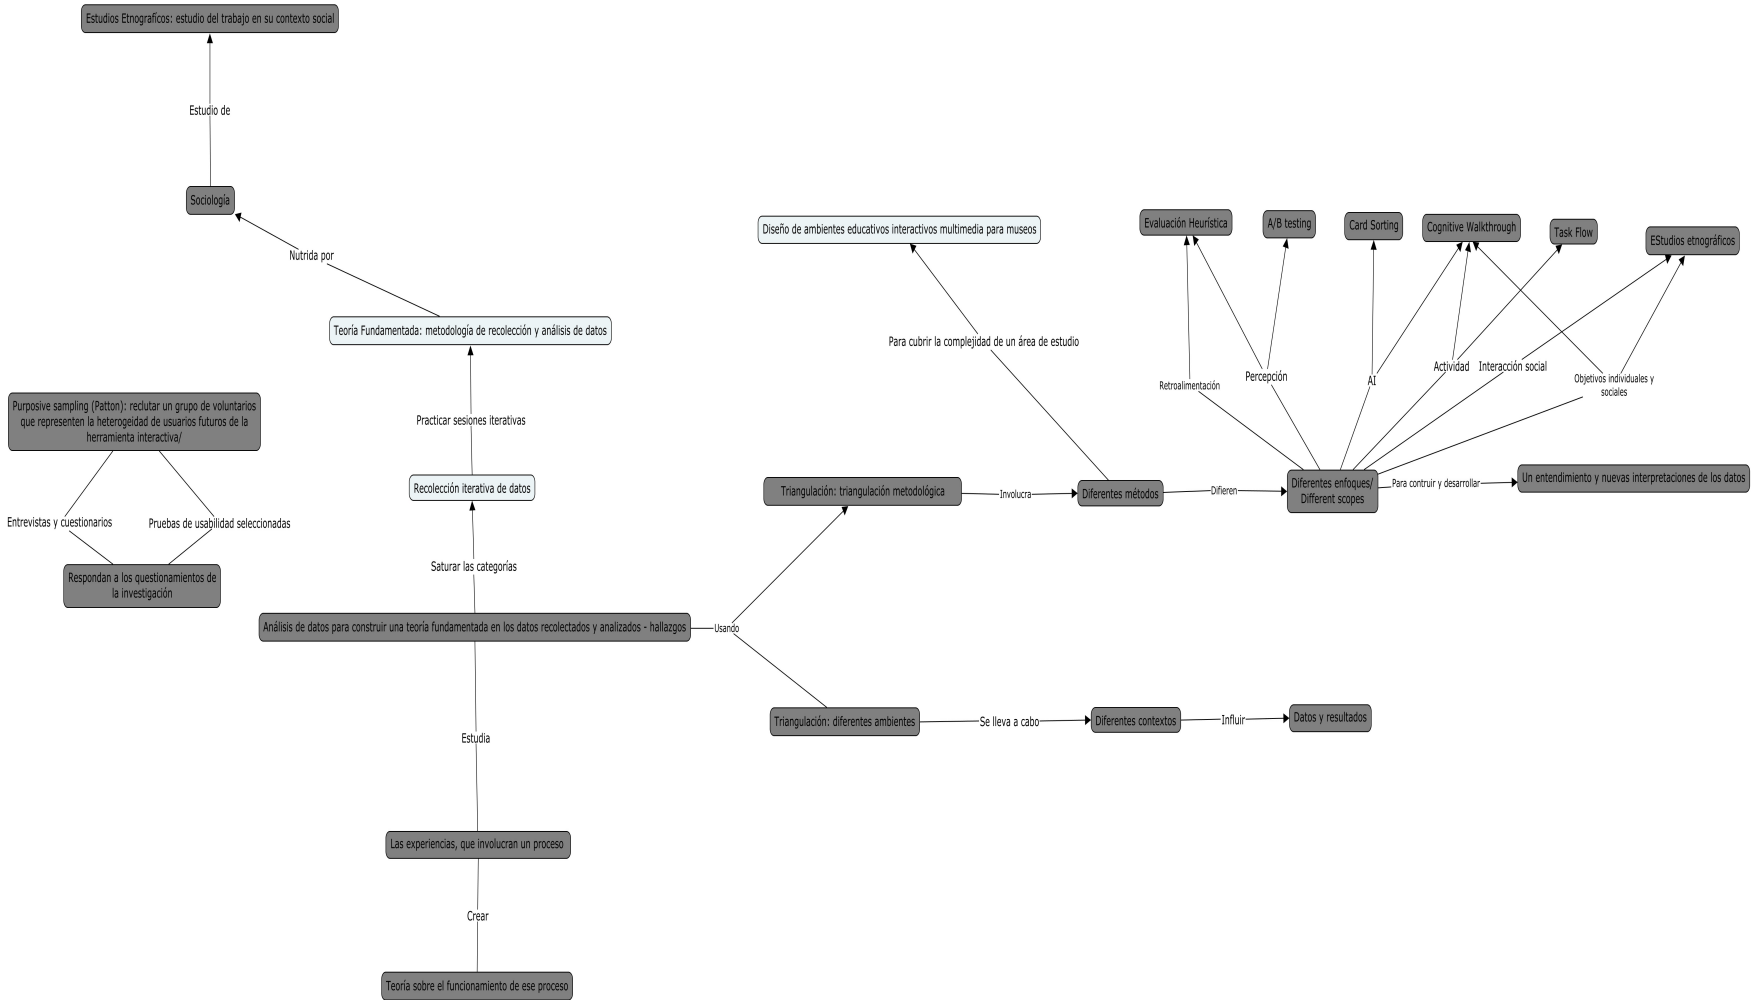 Estudios Etnografícos: estudio del trabajo en su contexto social
Estudio de
Sociología
Nutrida por
Teoría Fundamentada: metodología de recolección y análisis de datos
Practicar sesiones iterativas
Recolección iterativa de datos
Saturar las categorías
Purposive sampling (Patton): reclutar un grupo de voluntarios
que representen la heterogeidad de usuarios futuros de la
herramienta interactiva/
Entrevistas y cuestionarios
Pruebas de usabilidad seleccionadas
Respondan a los questionamientos de
la investigación
Análisis de datos para construir una teoría fundamentada en los datos recolectados y analizados - hallazgos
Usando
Estudia
Las experiencias, que involucran un proceso
Crear
Teoría sobre el funcionamiento de ese proceso
Diseño de ambientes educativos interactivos multimedia para museos
Para cubrir la complejidad de un área de estudio
Triangulación: triangulación metodológica
Involucra
Diferentes métodos
Difieren
Diferentes enfoques/
Different scopes
Para contruir y desarrollar
Un entendimiento y nuevas interpretaciones de los datos
Evaluación Heurística
A/B testing
Card Sorting
Cognitive Walkthrough
Task Flow
EStudios etnográficos
Retroalimentación
Percepción
AI
Actividad
Interacción social
Objetivos individuales y
sociales
Triangulación: diferentes ambientes
Se lleva a cabo
Diferentes contextos
Influir
Datos y resultados